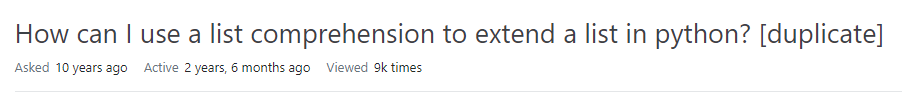 How can I use a list comprehension to extend a list in python? [duplicate]
Asked 10 years ago Active 2 years, 6 months ago Viewed 9k times